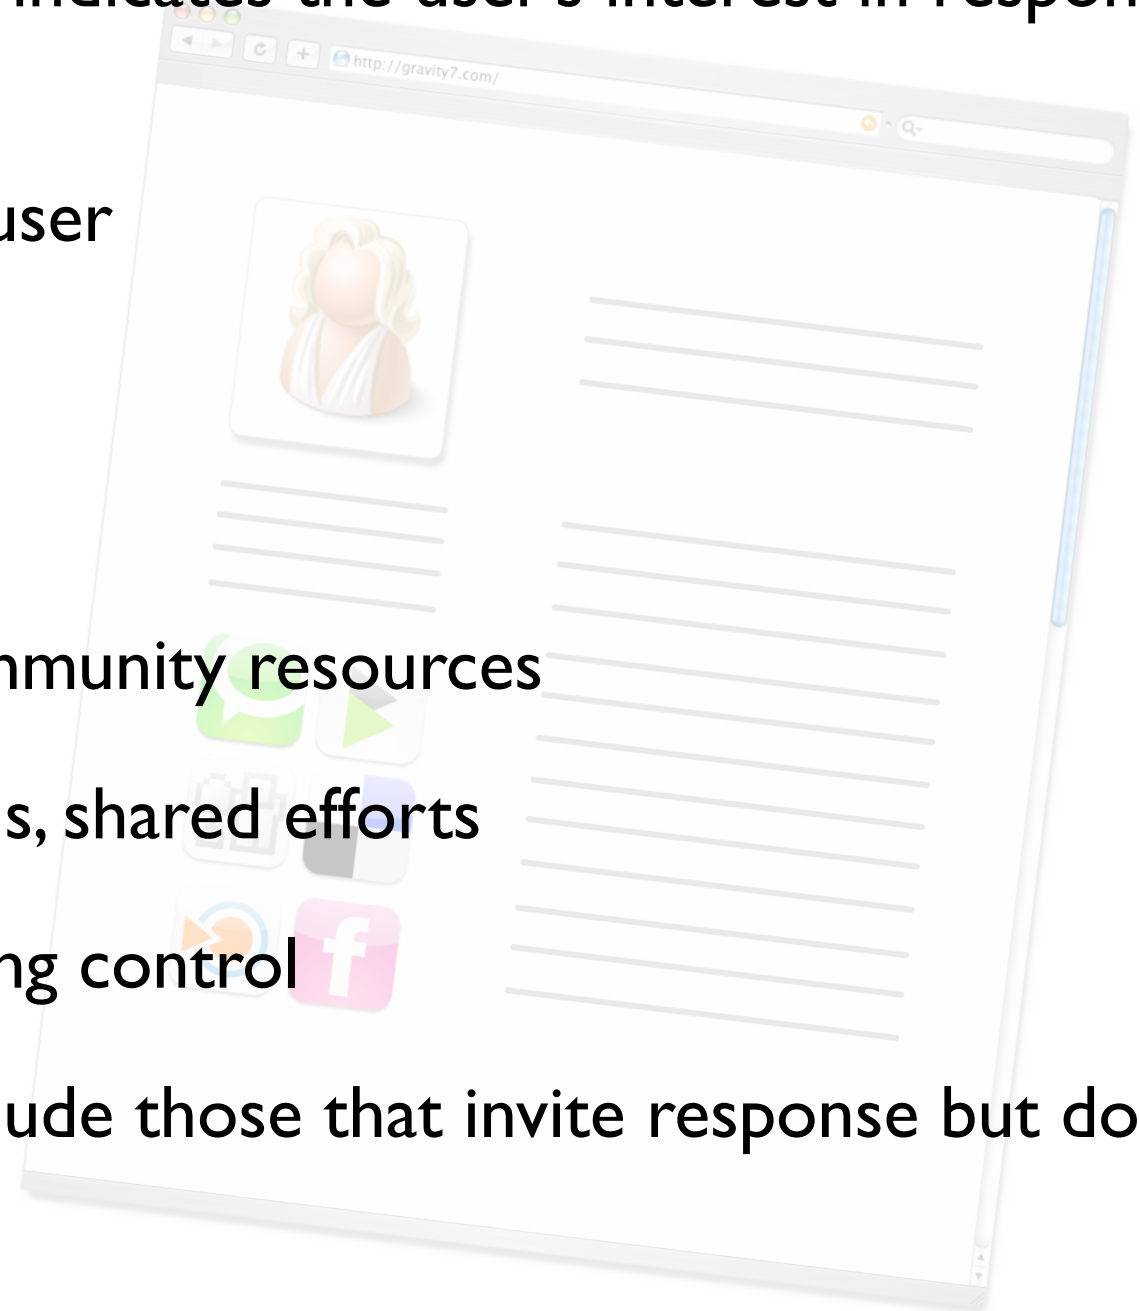 indicates the user's interest in respon
http://gravity7.com/
user
mmunity resources
s, shared efforts
ng control
ude those that invite response but do